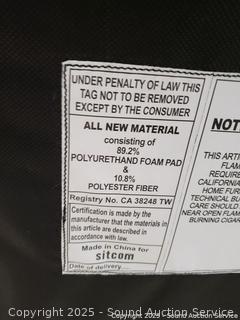 UNDER PENALTY OF LAW THIS
TAG NOT TO BE REMOVED
EXCEPT BY THE CONSUMER
ALL NEW MATERIAL
consisting of
89.2%
POLYURETHAND FOAM PAD
&
10.8%
POLYESTER FIBER
Registry No. CA 38248 TW
Certification is made by the
manufacturer that the materials in
this article are described in
accordance with law.
Made in China for
sitcom
Date of delivery
NOT
THIS ARTI
FLAM
REQUIRE
CALIFORNIA
HOME FURN
TECHNICAL BU
CARE SHOULD
NEAR OPEN FLAM
BURNING CIGAR
Copyright 2025 - Sound Auction Service